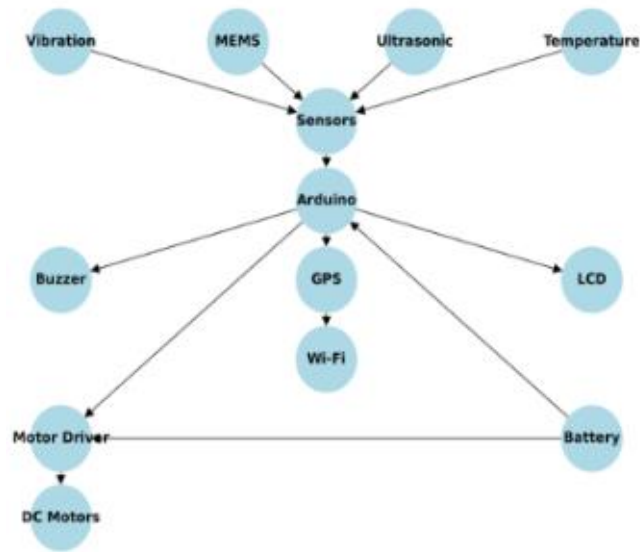 Vibration
MEMS
Ultrasonic
Temperature
Sensors
Arduino
Buzzer
GPS
LCD
Wi-Fi
Motor Driver
Battery
DC Motors